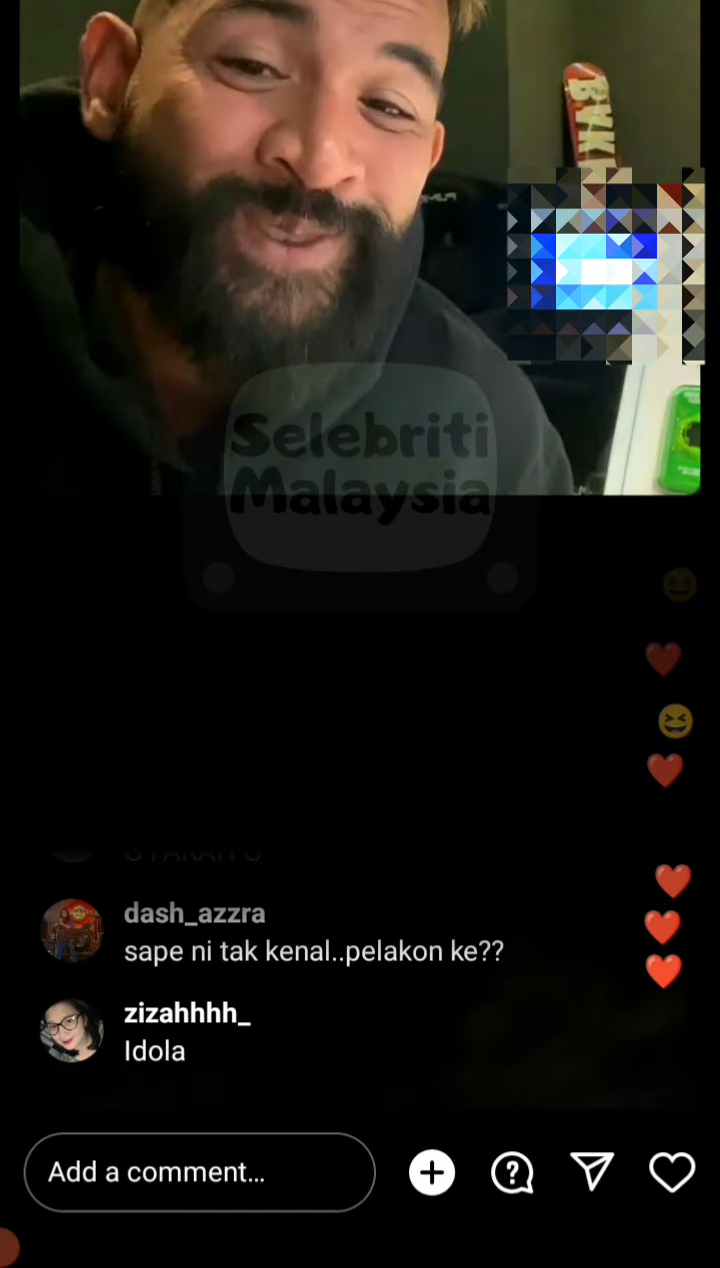 Selebriti
Malaysia
dash_azzra
sape ni tak kenal..pelakon ke??
zizahhhh_
Idola
Add a comment...